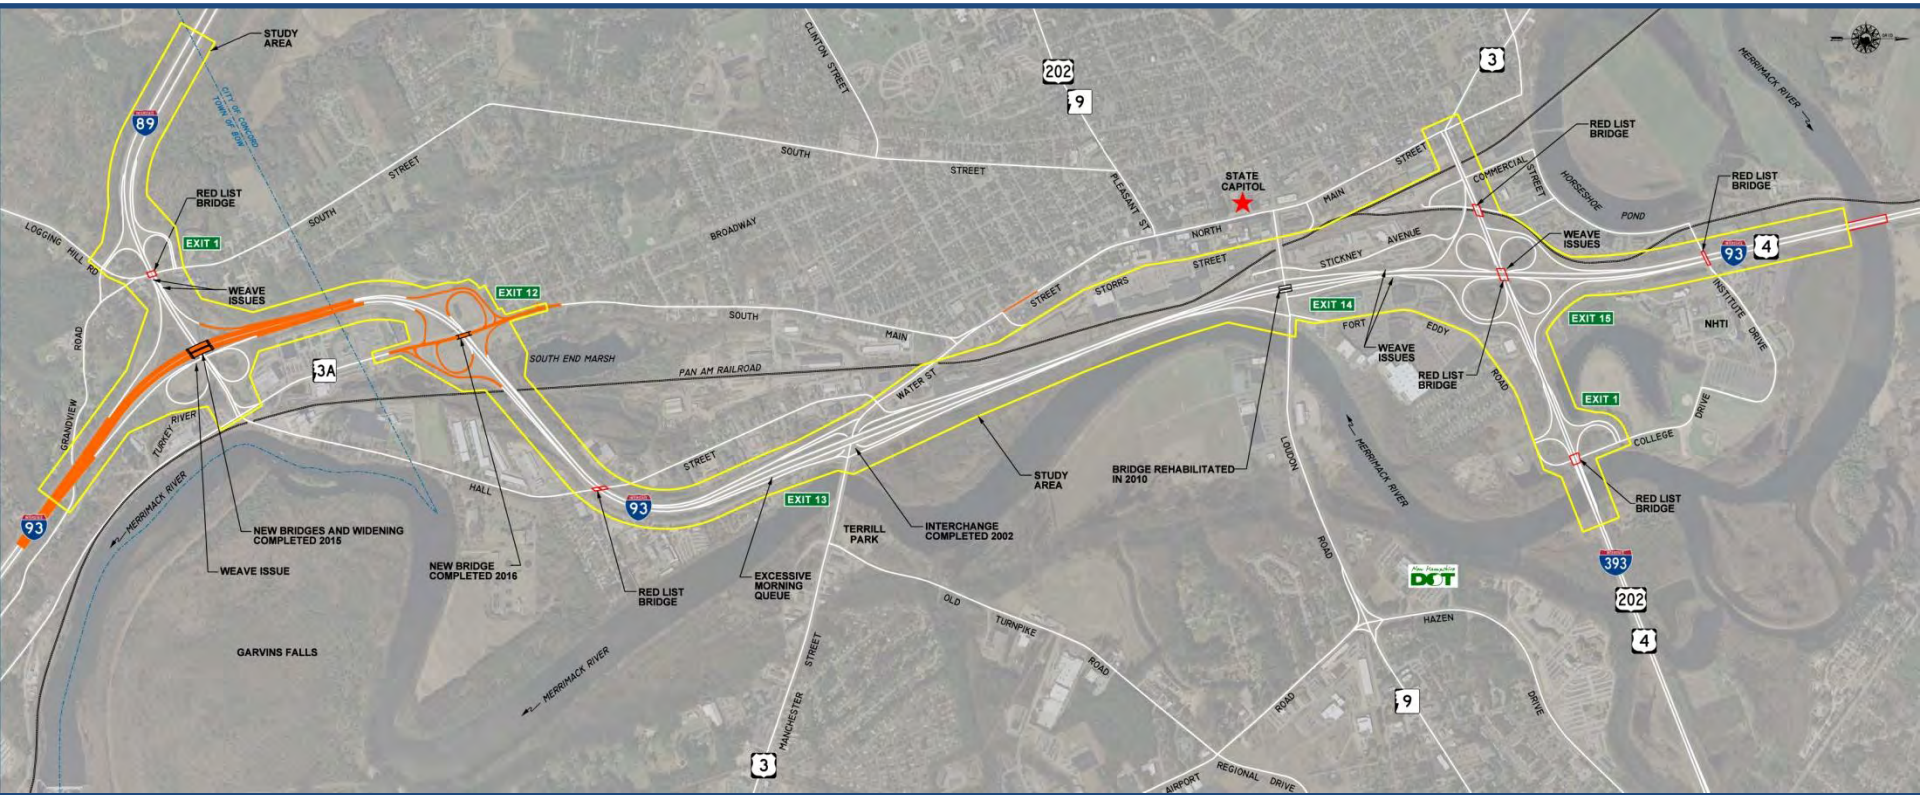 STUDY
AREA
89
CITY OF CONCORD
TOWN OF BOW
CLINTON STREET
202
9
3
MERRIMACK RIVER
RED LIST
BRIDGE
SOUTH
STREET
SOUTH
STREET
PLEASANT ST
STATE
CAPITOL
MAIN
STREET
COMMERCIAL
STREET
HORSESHOE
POND
RED LIST
BRIDGE
RED LIST
BRIDGE
LOGGING HILL RD
EXIT 1
SOUTH
BROADWAY
NORTH
STREET
STICKNEY AVENUE
WEAVE
ISSUES
93
4
WEAVE
ISSUES
EXIT 12
SOUTH
MAIN
STREET
STORRS
EXIT 14
FORT
EDDY
ROAD
EXIT 15
INSTITUTE DRIVE
NHTI
ROAD
GRANDVIEW
3A
SOUTH END MARSH
PAN AM RAILROAD
WATER ST
WEAVE
ISSUES
RED LIST
BRIDGE
EXIT 1
COLLEGE DRIVE
TURKEY RIVER
MERRIMACK RIVER
HALL
STREET
93
EXIT 13
STUDY
AREA
BRIDGE REHABILITATED
IN 2010
LOUDON
ROAD
MERRIMACK RIVER
RED LIST
BRIDGE
93
NEW BRIDGES AND WIDENING
COMPLETED 2015
WEAVE ISSUE
NEW BRIDGE
COMPLETED 2016
RED LIST
BRIDGE
EXCESSIVE
MORNING
QUEUE
TERRILL
PARK
INTERCHANGE
COMPLETED 2002
393
202
4
New Hampshire
DOT
OLD
TURNPIKE
ROAD
HAZEN
DRIVE
GARVINS FALLS
MERRIMACK RIVER
MANCHESTER
STREET
3
ROAD
9
AIRPORT
REGIONAL DRIVE